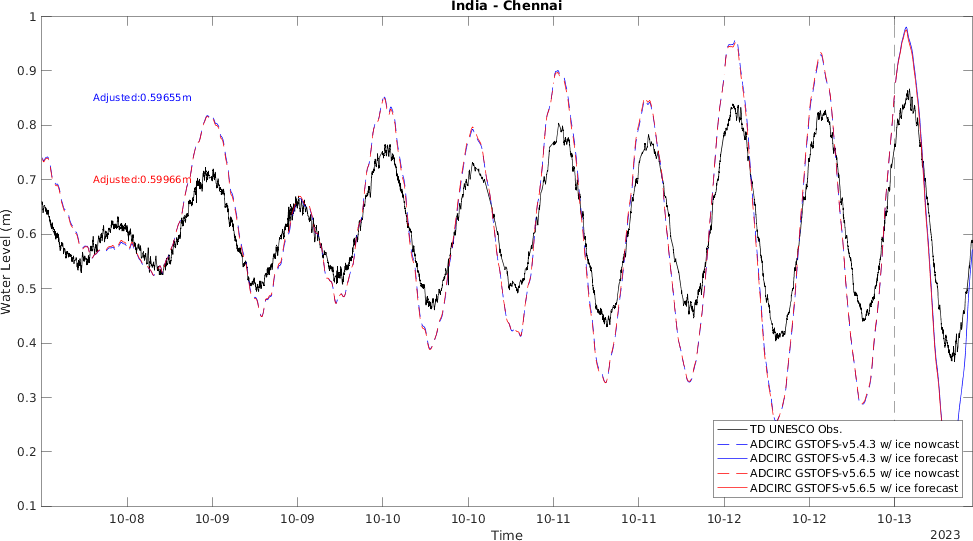 India - Chennai
1
0.9
0.8
0.7
0.6
0.5
0.4
0.3
0.2
0.1
Water Level (m)
Adjusted:0.59655m
Adjusted:0.59966m
TD UNESCO Obs.
ADCIRC GSTOFS-v5.4.3 w/ ice nowcast
ADCIRC GSTOFS-v5.4.3 w/ ice forecast
ADCIRC GSTOFS-v5.6.5 w/ ice nowcast
ADCIRC GSTOFS-v5.6.5 w/ ice forecast
10-08 10-09 10-09 10-10 10-10 10-11 10-11 10-12 10-12 10-13
Time
2023